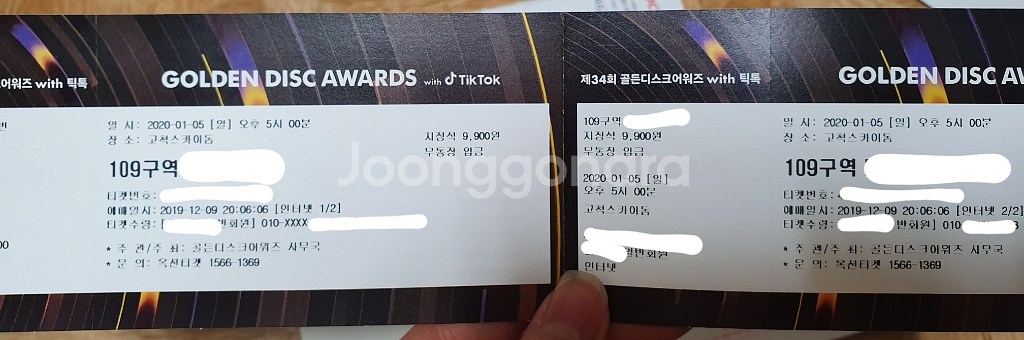 어워즈 with 틱톡
GOLDEN DISC AWARDS with TikTok
일 시: 2020-01-05 [일] 오후 5시 00분
장 소: 고척스카이돔
지정석 9,900원
무통장 입금
109구역
티켓번호:
예매일시: 2019-12-09 20:06:06 [인터넷 1/2]
티켓수령: [ 반회원] 010-XXXX
* 주 관/주 최: 골든디스크어워즈 사무국
* 문 의: 옥션티켓 1566-1369
00
제34회 골든디스크어워즈 with 틱톡
109구역
지정석 9,900원
무통장 입금
2020-01-05 [일]
오후 5시 00분
고척스카이돔
일반회원
인터넷
GOLDEN DISC AW
일 시: 2020-01-05 [일] 오후 5시 00분
장 소: 고척스카이돔
109구역
티켓번호:
예매일시: 2019-12-09 20:06:06 [인터넷 2/2]
티켓수령: [ 반회원] 010
* 주 관/주 최: 골든디스크어워즈 사무국
* 문 의: 옥션티켓 1566-1369
Joonggonara